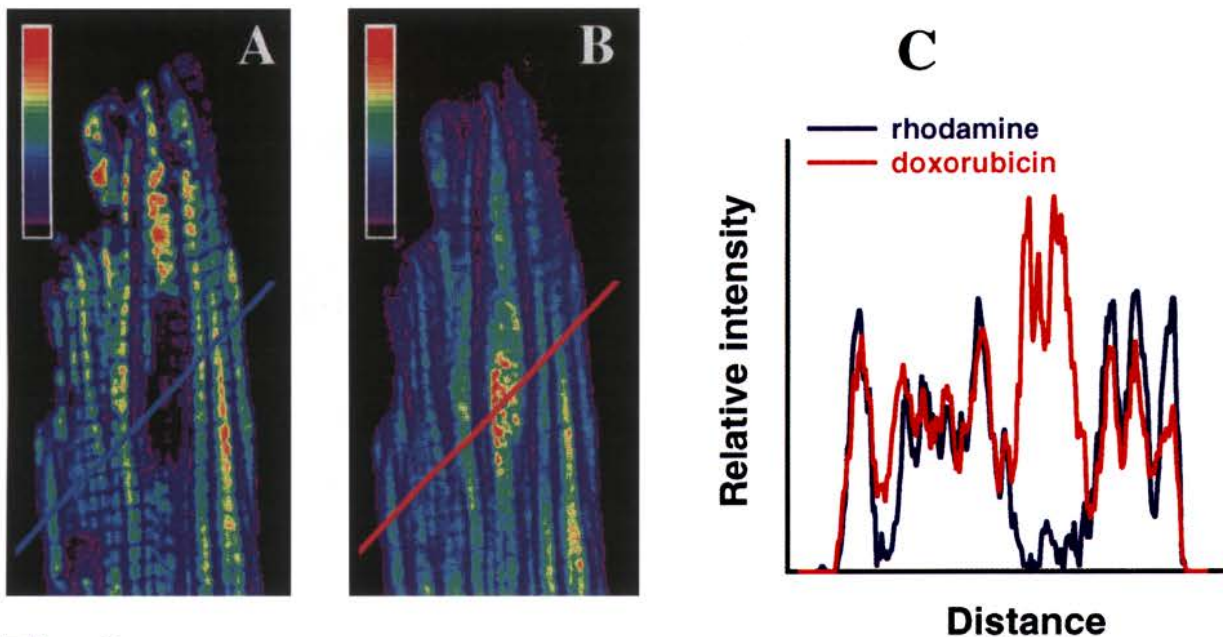 A
B
C
rhodamine
doxorubicin
Relative intensity
Distance